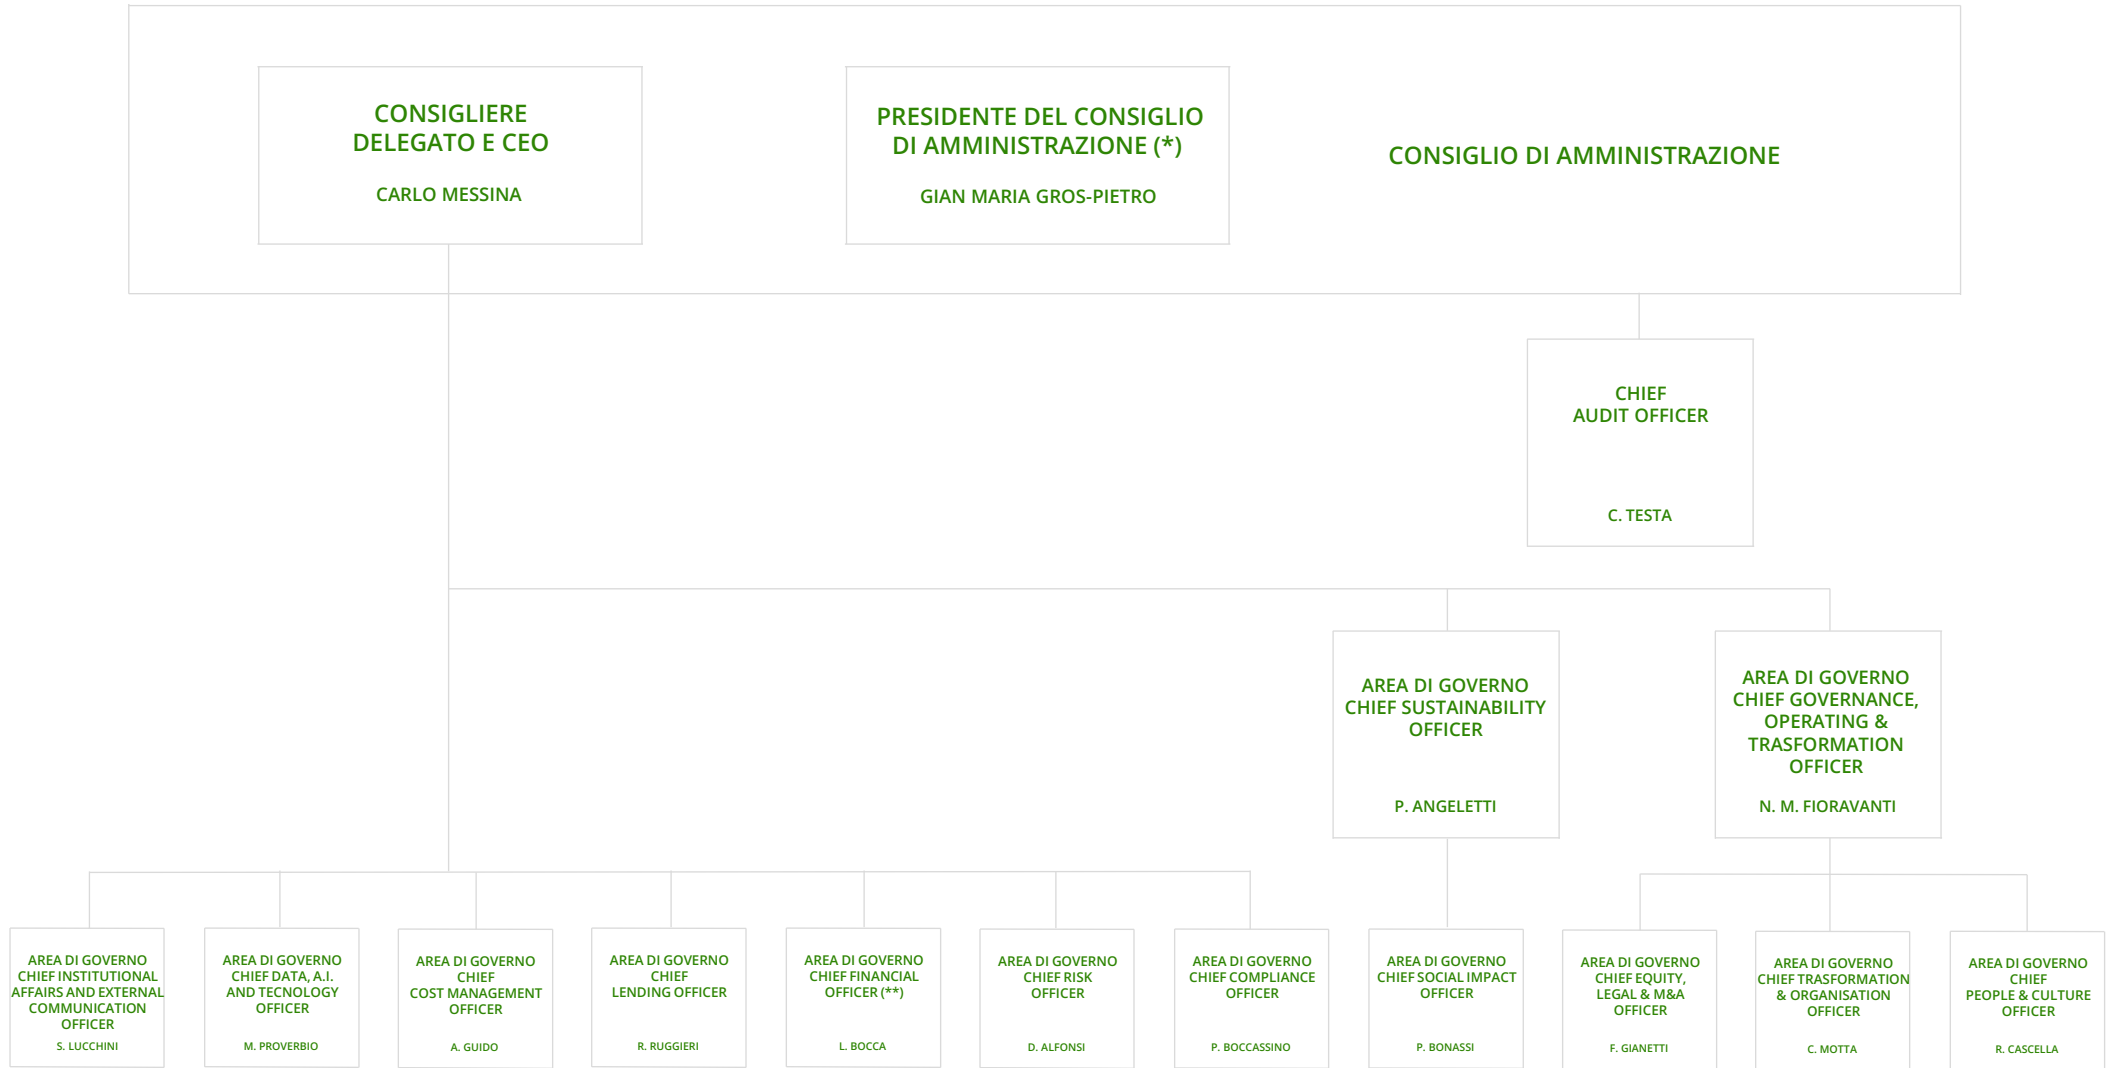 CONSIGLIERE
DELEGATO E CEO
CARLO MESSINA
PRESIDENTE DEL CONSIGLIO
DI AMMINISTRAZIONE (*)
GIAN MARIA GROS-PIETRO
CONSIGLIO DI AMMINISTRAZIONE
CHIEF
AUDIT OFFICER
C. TESTA
AREA DI GOVERNO
CHIEF SUSTAINABILITY
OFFICER
P. ANGELETTI
AREA DI GOVERNO
CHIEF GOVERNANCE,
OPERATING &
TRASFORMATION
OFFICER
N. M. FIORAVANTI
AREA DI GOVERNO
CHIEF INSTITUTIONAL
AFFAIRS AND EXTERNAL
COMMUNICATION
OFFICER
S. LUCCHINI
AREA DI GOVERNO
CHIEF DATA, A.I.
AND TECNOLOGY
OFFICER
M. PROVERBIO
AREA DI GOVERNO
CHIEF
COST MANAGEMENT
OFFICER
A. GUIDO
AREA DI GOVERNO
CHIEF
LENDING OFFICER
R. RUGGIERI
AREA DI GOVERNO
CHIEF FINANCIAL
OFFICER (**)
L. BOCCA
AREA DI GOVERNO
CHIEF RISK
OFFICER
D. ALFONSI
AREA DI GOVERNO
CHIEF COMPLIANCE
OFFICER
P. BOCCASSINO
AREA DI GOVERNO
CHIEF SOCIAL IMPACT
OFFICER
P. BONASSI
AREA DI GOVERNO
CHIEF EQUITY,
LEGAL & M&A
OFFICER
F. GIANETTI
AREA DI GOVERNO
CHIEF TRASFORMATION
& ORGANISATION
OFFICER
C. MOTTA
AREA DI GOVERNO
CHIEF
PEOPLE & CULTURE
OFFICER
R. CASCELLA